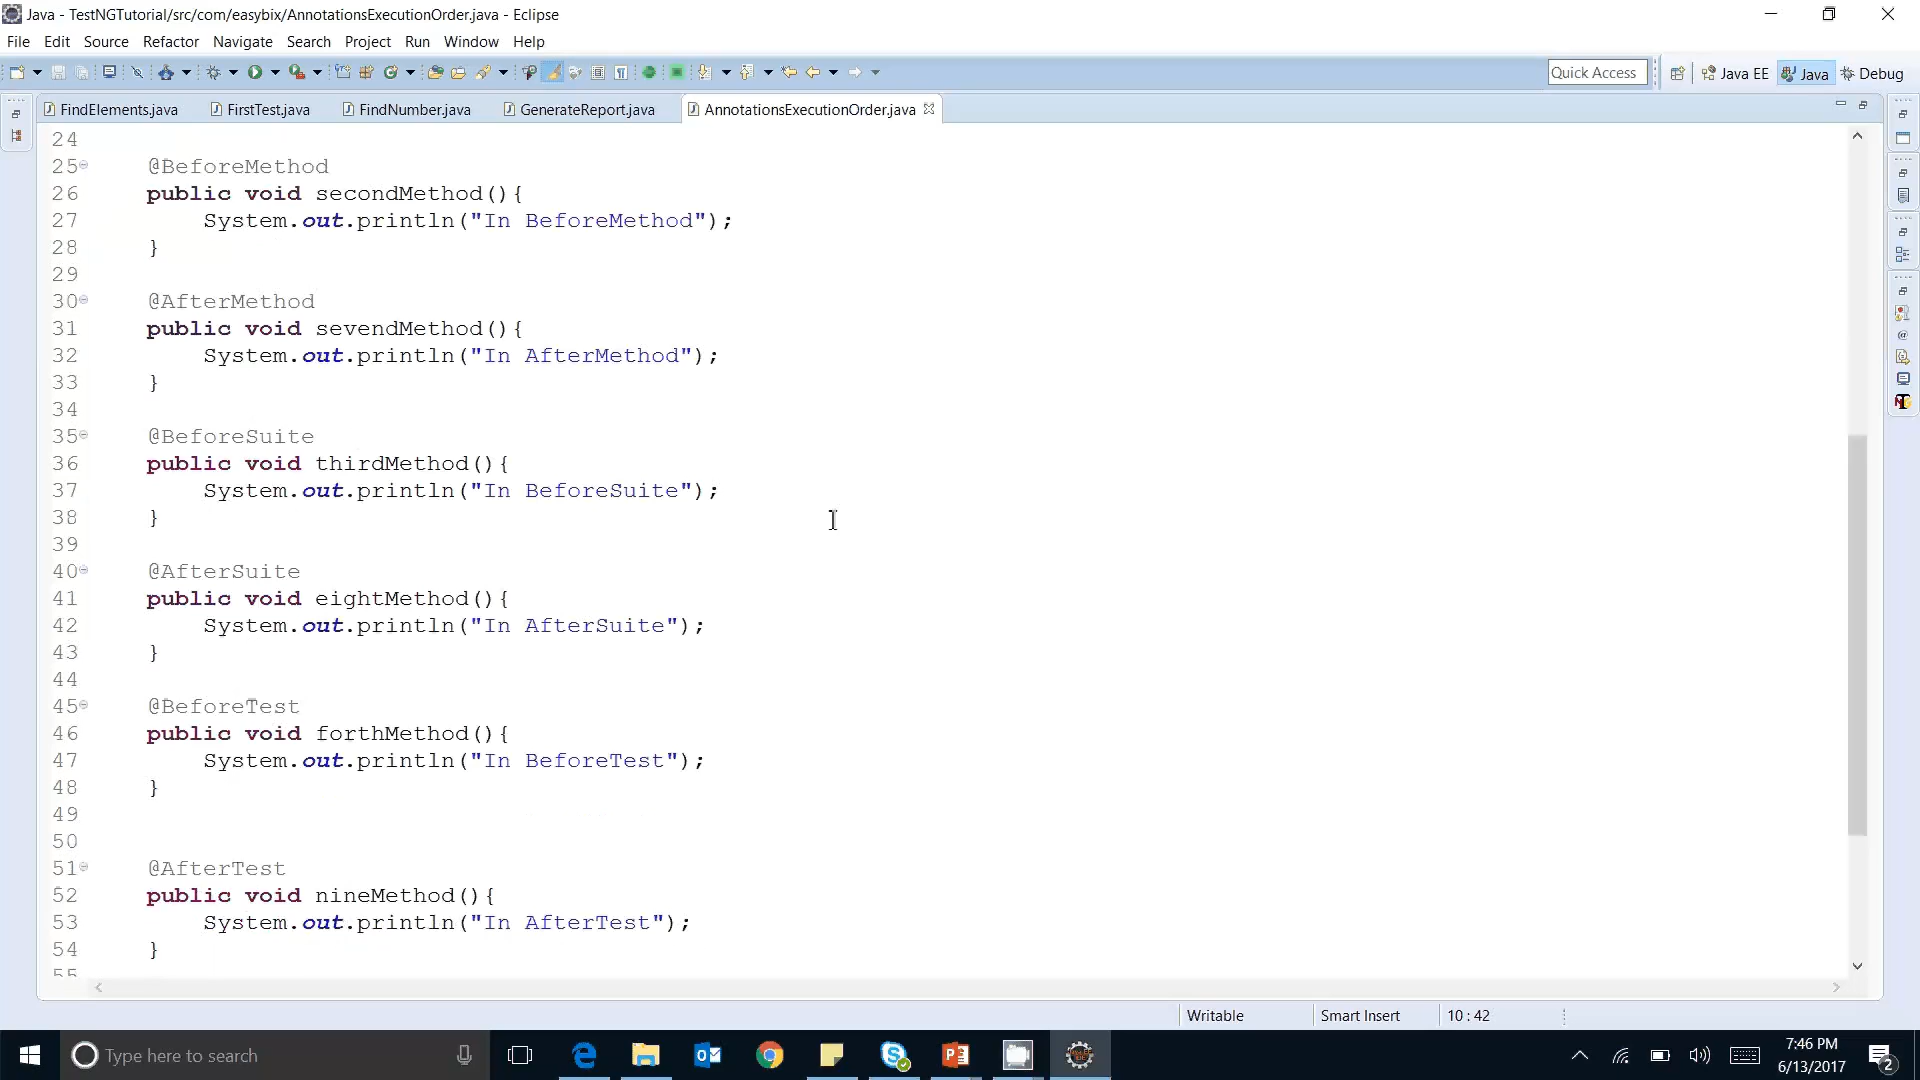 Java - TestNGTutorial/src/com/easybix/AnnotationsExecutionOrder.java - Eclipse
File Edit Source Refactor Navigate Search Project Run Window Help
Quick Access Java EE Java Debug
FindElements.java FirstTest.java FindNumber.java GenerateReport.java AnnotationsExecutionOrder.java
24
25 @BeforeMethod
26 public void secondMethod(){
27 System.out.println("In BeforeMethod");
28 }
29
30 @AfterMethod
31 public void sevendMethod(){
32 System.out.println("In AfterMethod");
33 }
34
35 @BeforeSuite
36 public void thirdMethod(){
37 System.out.println("In BeforeSuite");
38 }
39
40 @AfterSuite
41 public void eightMethod(){
42 System.out.println("In AfterSuite");
43 }
44
45 @BeforeTest
46 public void forthMethod(){
47 System.out.println("In BeforeTest");
48 }
49
50
51 @AfterTest
52 public void nineMethod(){
53 System.out.println("In AfterTest");
54 }
55
Writable Smart Insert 10 : 42
Type here to search
7:46 PM
6/13/2017
2